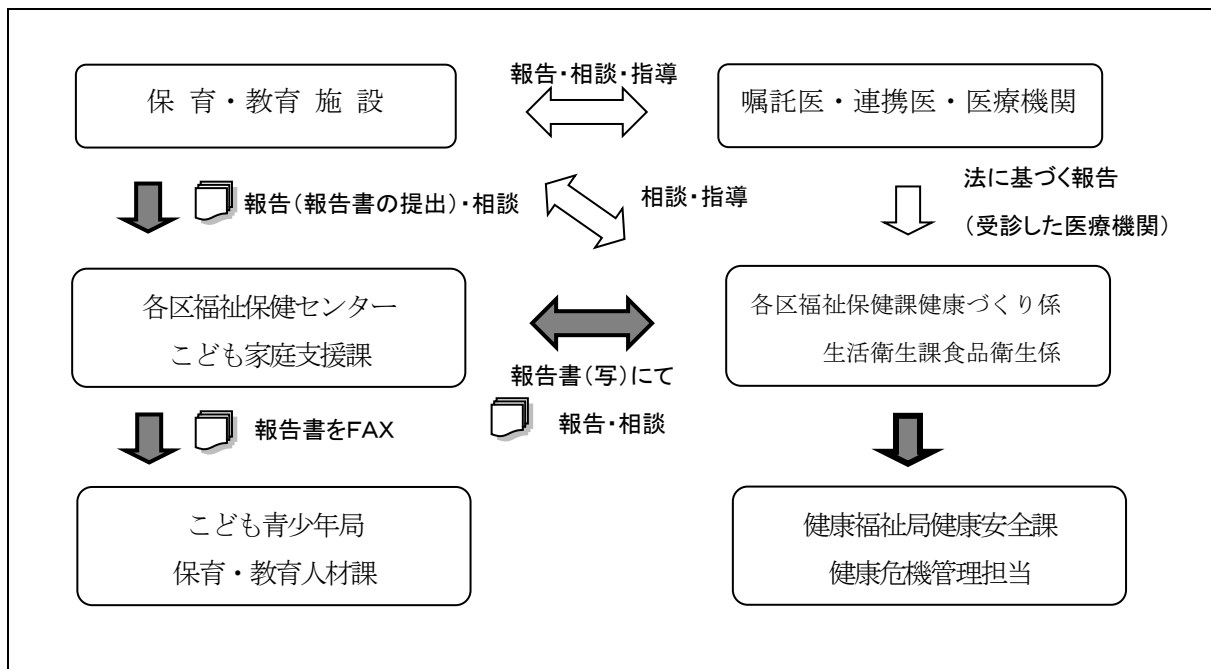 保 育・教育 施設
報告・相談・指導
嘱託医・連携医・医療機関
報告(報告書の提出)・相談
相談・指導
法に基づく報告
(受診した医療機関)
各区福祉保健センター
こども家庭支援課
各区福祉保健課健康づくり係
生活衛生課食品衛生係
報告書(写)にて
報告・相談
報告書をFAX
こども青少年局
保育・教育人材課
健康福祉局健康安全課
健康危機管理担当